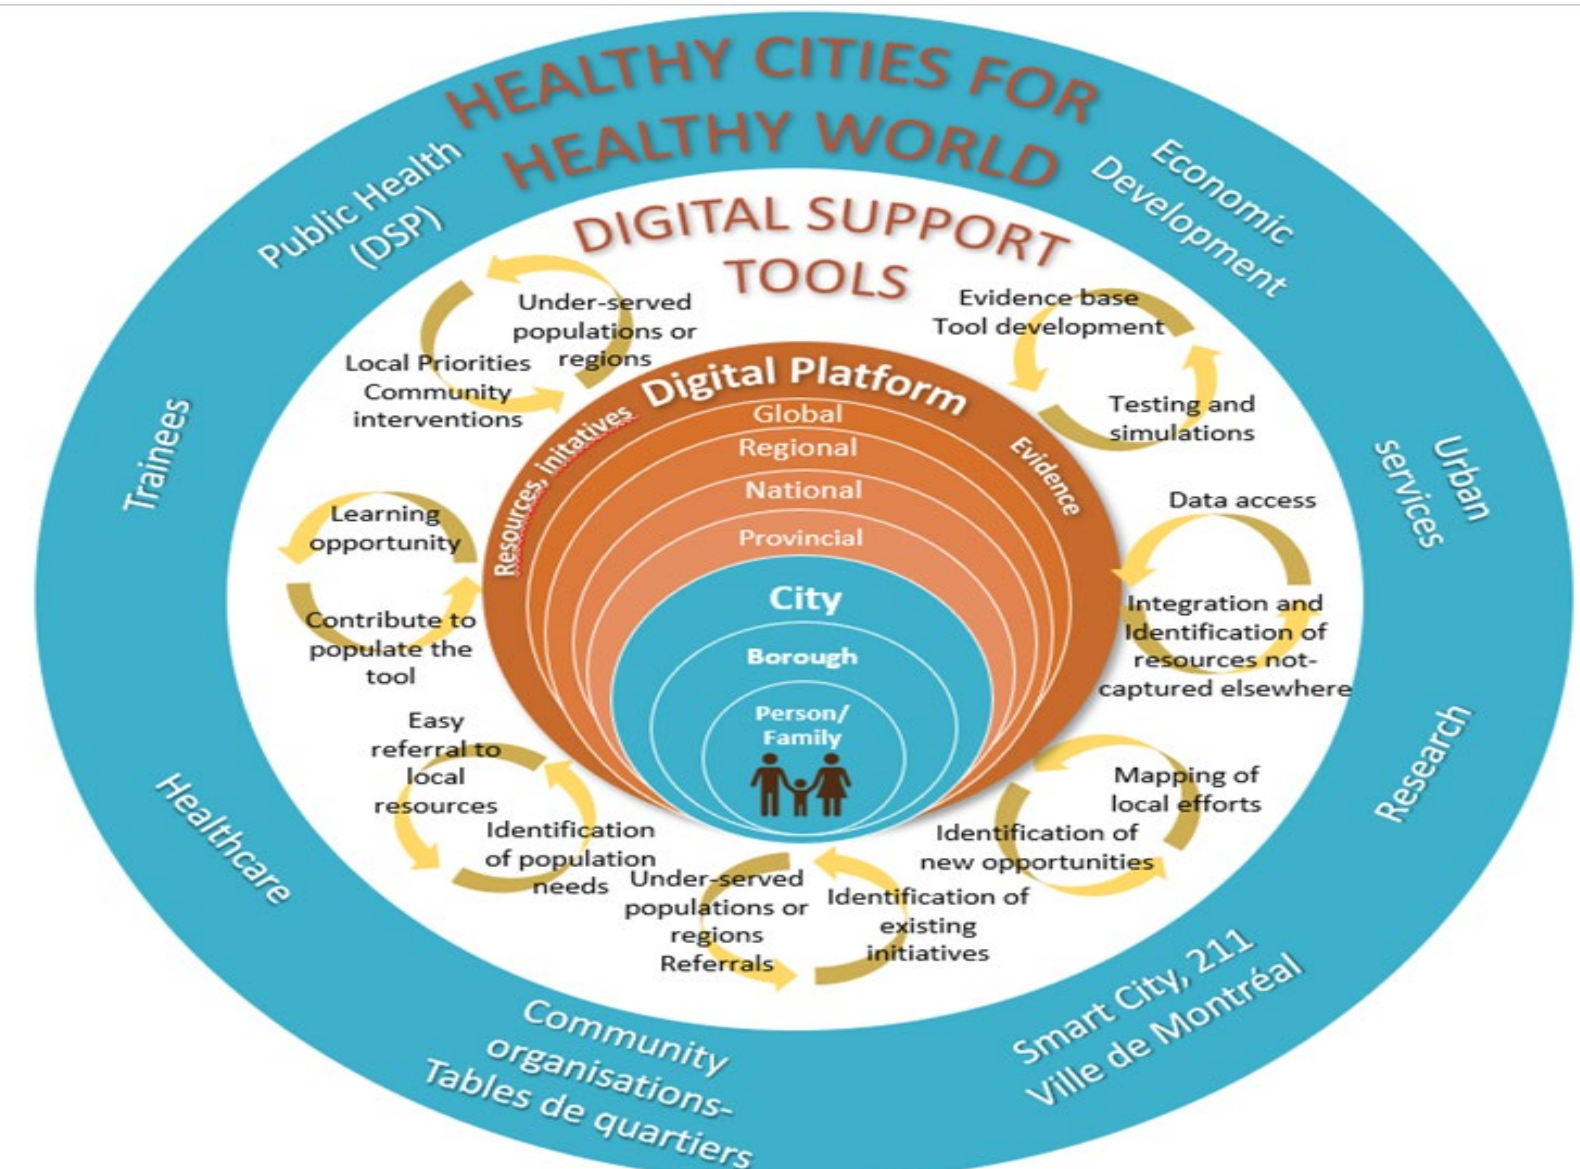 HEALTHY CITIES FOR
HEALTHY WORLD
Public Health
(DSP)
Economic
Development
Trainees
Urban
services
Healthcare
Research
Community
organisations-
Tables de quartiers
Smart City, 211
Ville de Montréal
DIGITAL SUPPORT
TOOLS
Under-served
populations or
regions
Local Priorities
Community
interventions
Evidence base
Tool development
Testing and
simulations
Learning
opportunity
Contribute to
populate the
tool
Data access
Integration and
Identification of
resources not-
captured elsewhere
Easy
referral to
local
resources
Identification
of population
needs
Mapping of
local efforts
Identification of
new opportunities
Under-served
populations or
regions
Referrals
Identification of
existing
initiatives
Digital Platform
Resources, initatives
Evidence
Global
Regional
National
Provincial
City
Borough
Person/
Family